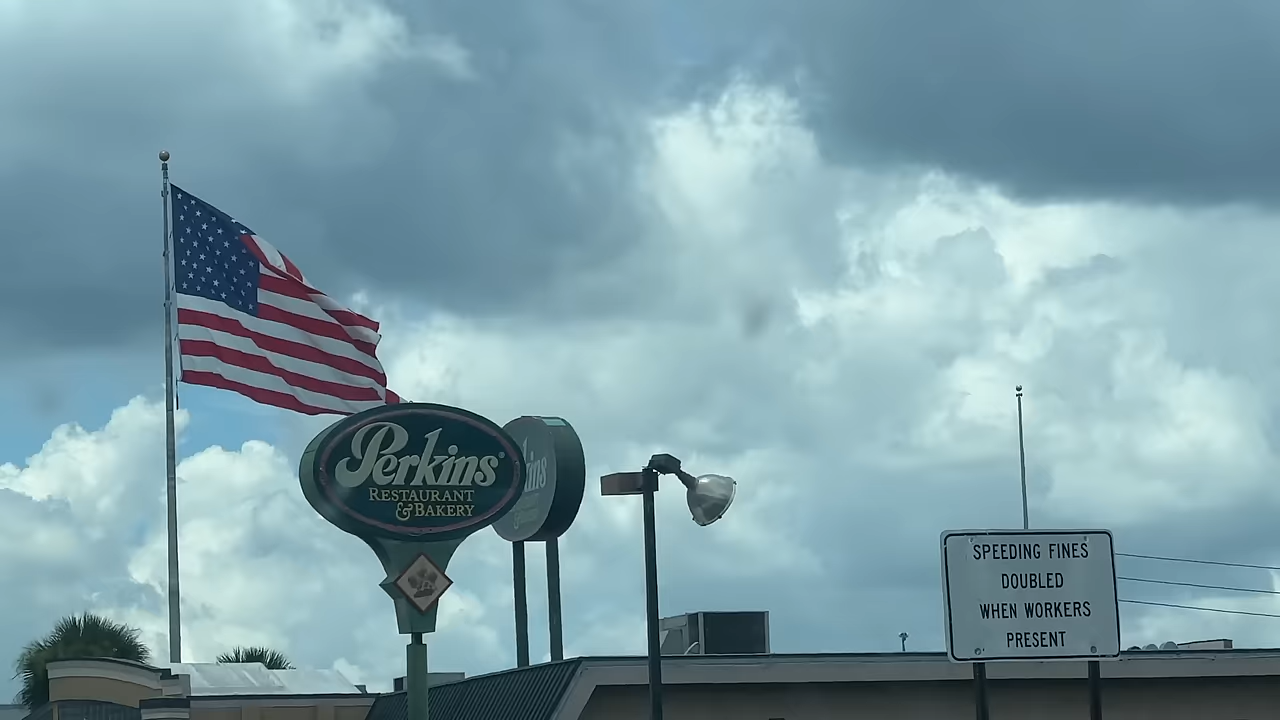 Perkins®
RESTAURANT
& BAKERY
SPEEDING FINES
DOUBLED
WHEN WORKERS
PRESENT